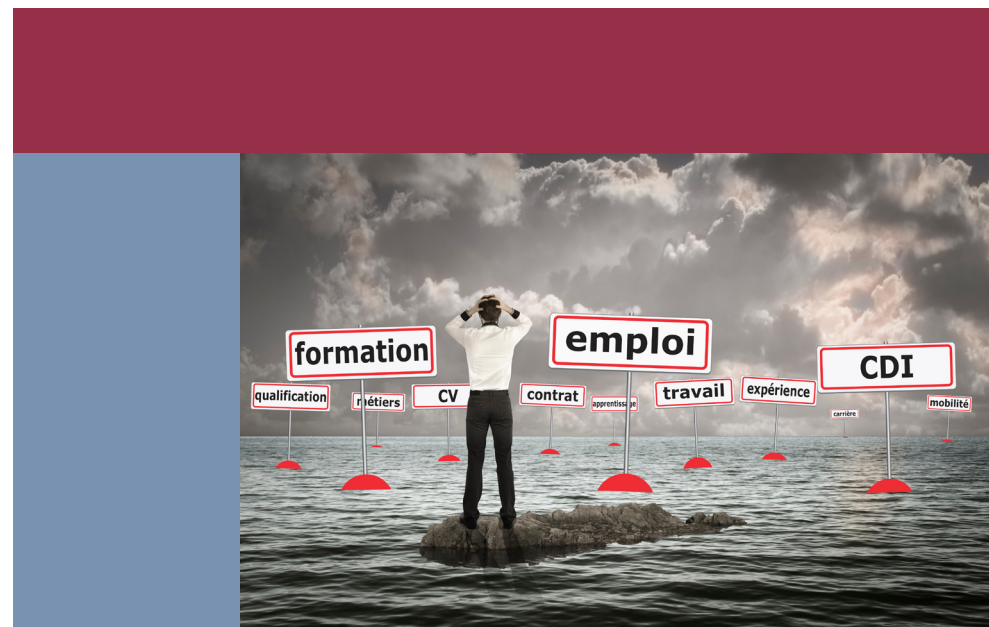 formation
emploi
CDI
qualification
métiers
CV
contrat
apprentissage
travail
expérience
carrière
mobilité